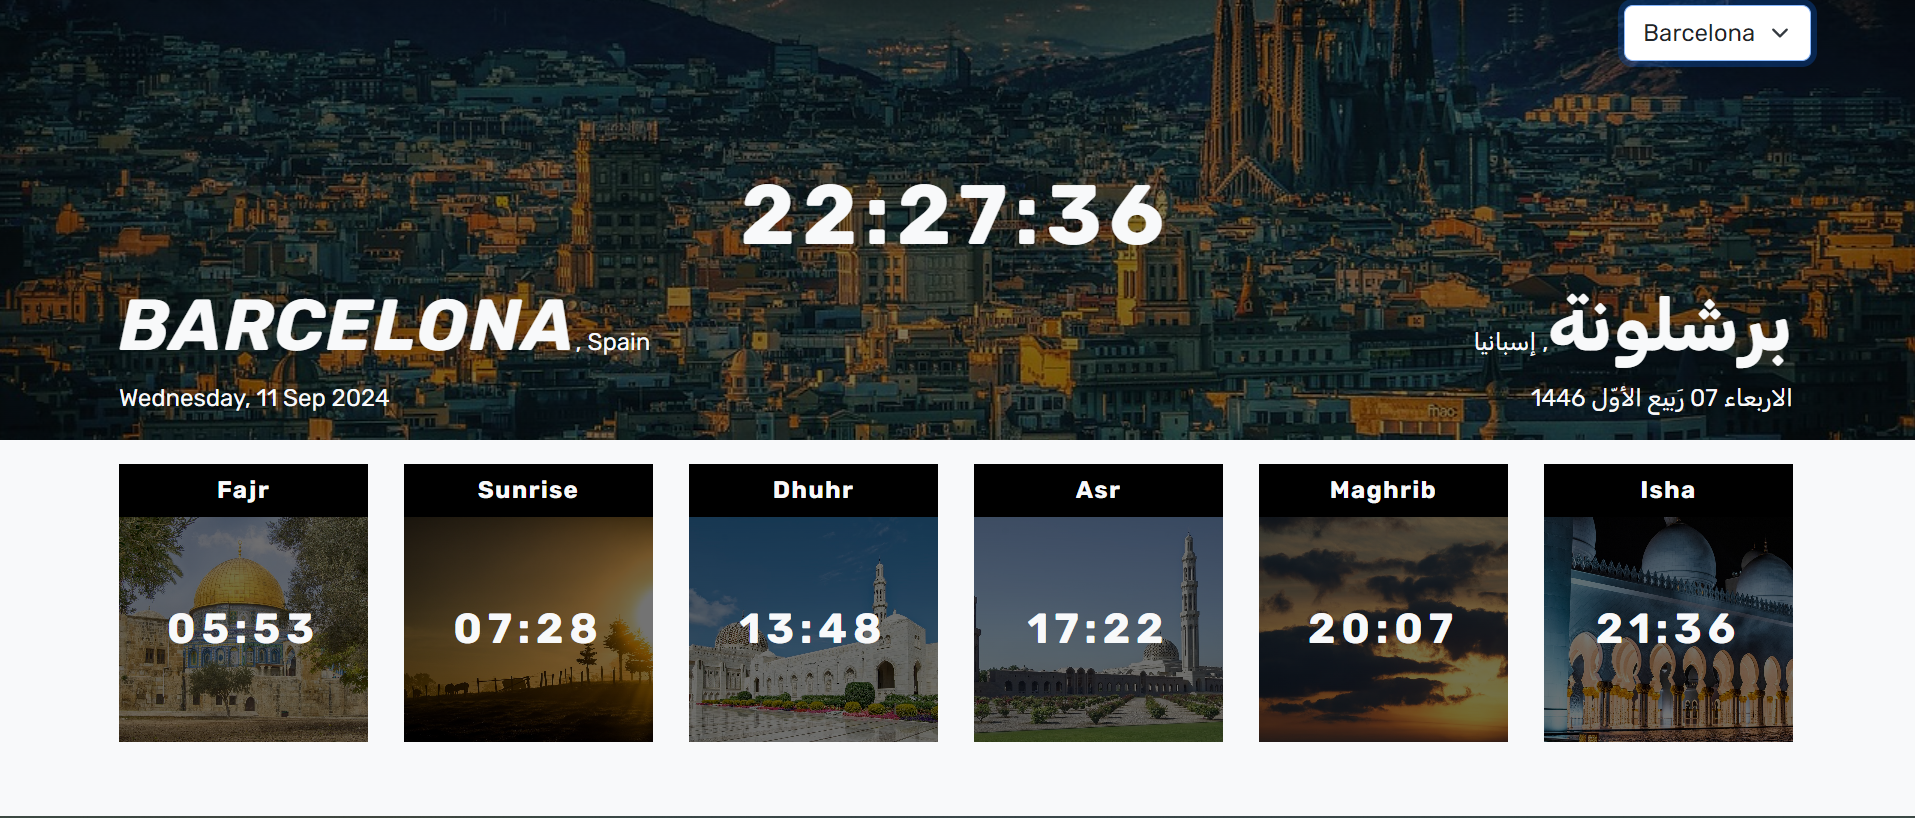 Barcelona
22:27:36
BARCELONA, Spain
برشلونة, إسبانيا
Wednesday, 11 Sep 2024
الاربعاء 07 رَبيع الأوّل 1446
Fajr
Sunrise
Dhuhr
Asr
Maghrib
Isha
05:53
07:28
13:48
17:22
20:07
21:36
fnac